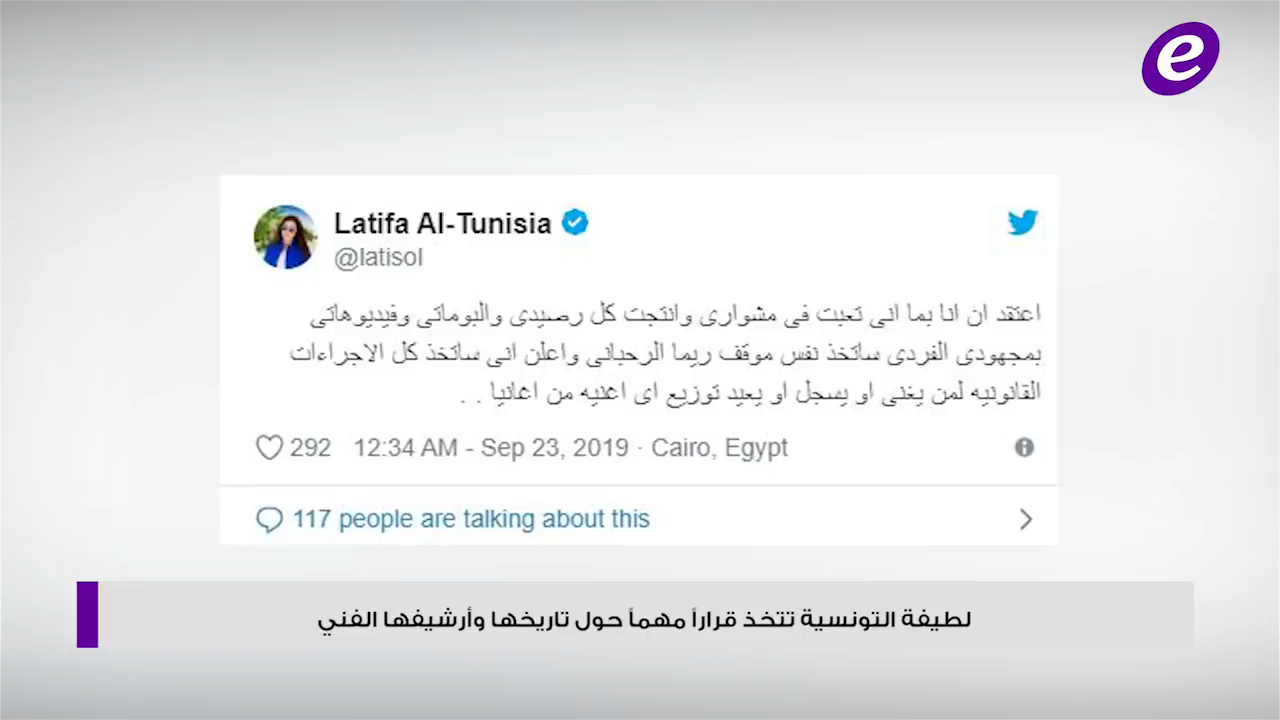 e
Latifa Al-Tunisia
@latisol
اعتقد ان انا بما انى تعبت فى مشوارى وانتجت كل رصيدى والبوماتى وفيديوهاتى
بمجهودى الفردى ساتخذ نفس موقف ريما الرحبانى واعلن انى ساتخذ كل الاجراءات
القانونيه لمن يغنى او يسجل او يعيد توزيع اى اغنيه من اغانيا . .
292 12:34 AM - Sep 23, 2019 · Cairo, Egypt
117 people are talking about this
لطيفة التونسية تتخذ قراراً مهماً حول تاريخها وأرشيفها الفني